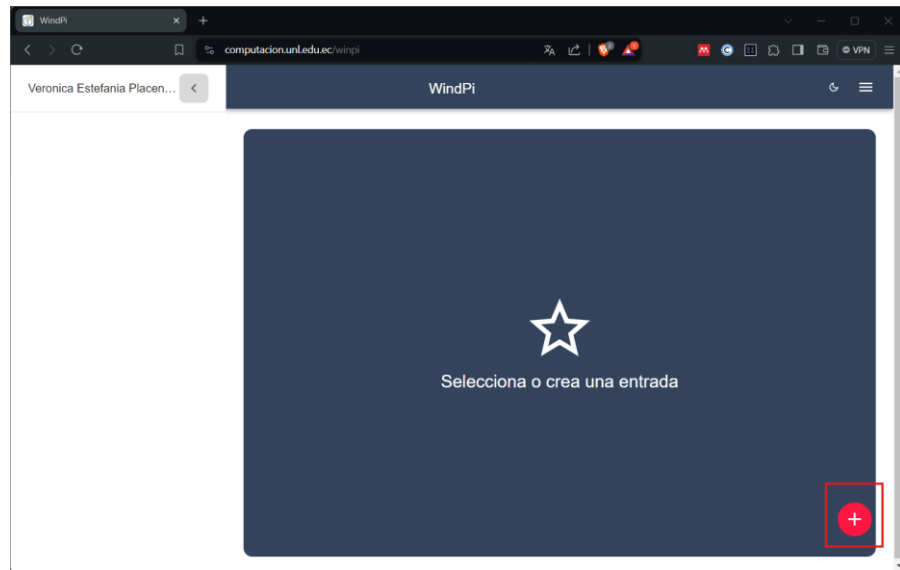 WindPi
computacion.unl.edu.ec/winpi
VPN
Veronica Estefania Placen...
WindPi
Selecciona o crea una entrada